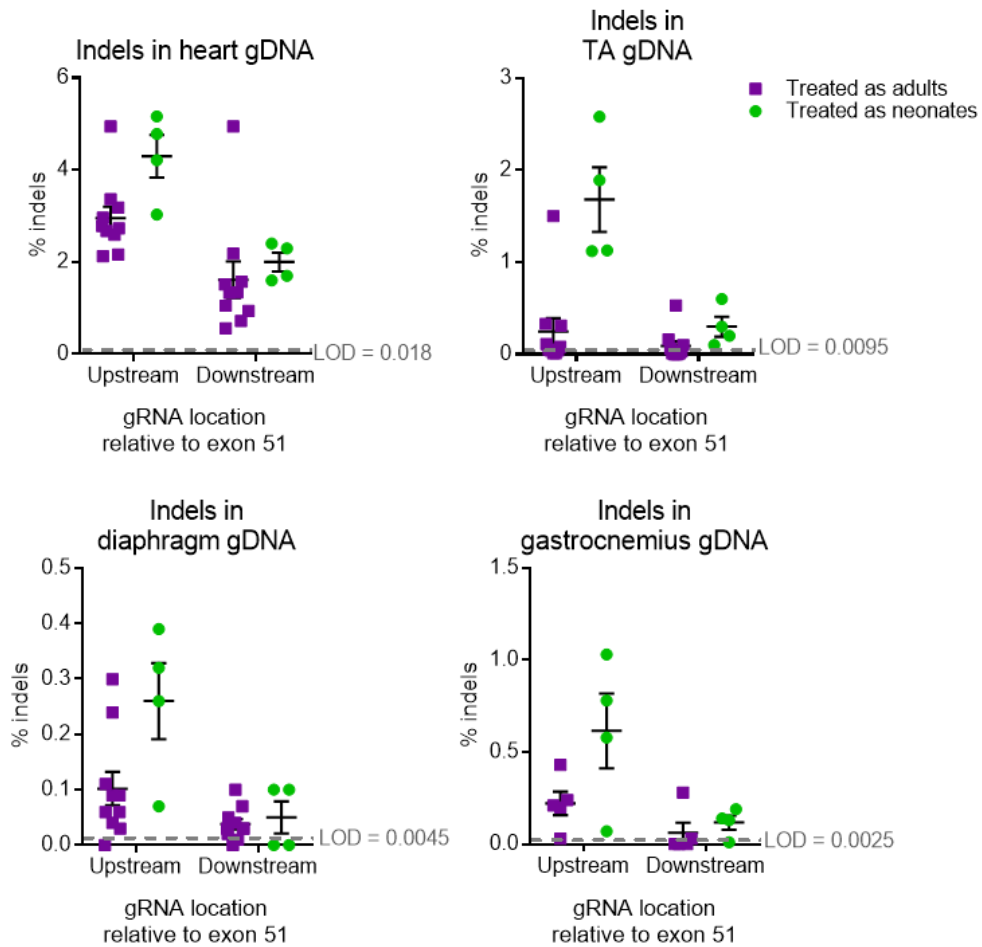 Indels in heart gDNA
6
4
2
0
% indels
LOD = 0.018
Upstream Downstream
gRNA location
relative to exon 51
Indels in
TA gDNA
3
2
1
0
% indels
LOD = 0.0095
Upstream Downstream
gRNA location
relative to exon 51
Treated as adults
Treated as neonates
Indels in
diaphragm gDNA
0.5
0.4
0.3
0.2
0.1
0.0
% indels
LOD = 0.0045
Upstream Downstream
gRNA location
relative to exon 51
Indels in
gastrocnemius gDNA
1.5
1.0
0.5
0.0
% indels
LOD = 0.0025
Upstream Downstream
gRNA location
relative to exon 51